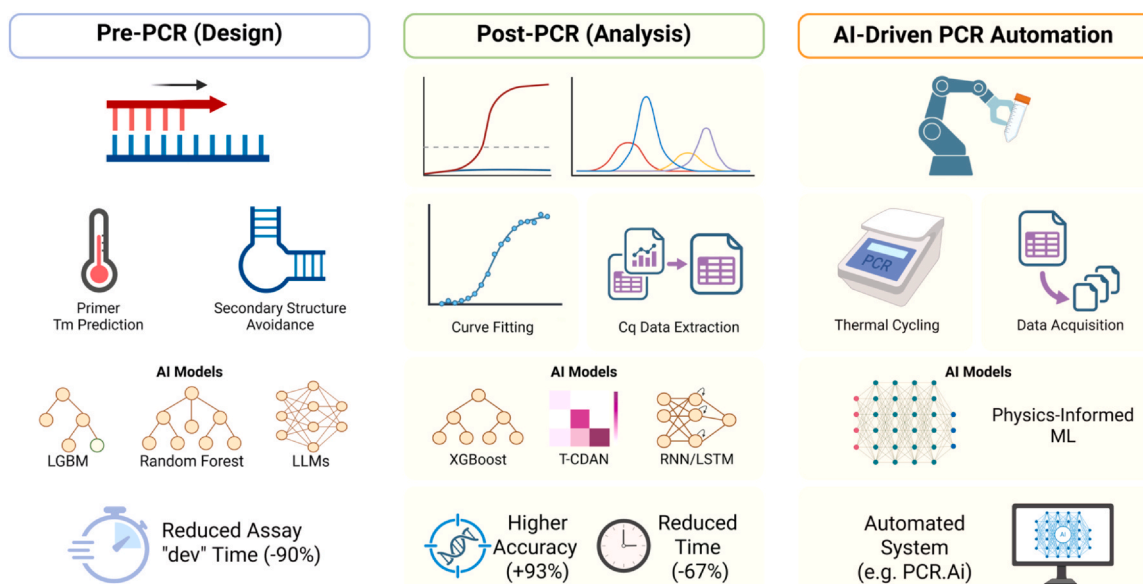 Pre-PCR (Design)
Primer
Tm Prediction
Secondary Structure
Avoidance
AI Models
LGBM
Random Forest
LLMs
Reduced Assay
"dev" Time (-90%)
Post-PCR (Analysis)
Curve Fitting
Cq Data Extraction
AI Models
XGBoost
T-CDAN
RNN/LSTM
Higher
Accuracy
(+93%)
Reduced
Time
(-67%)
AI-Driven PCR Automation
PCR
Thermal Cycling
Data Acquisition
AI Models
Physics-Informed
ML
Automated
System
(e.g. PCR.Ai)
AI